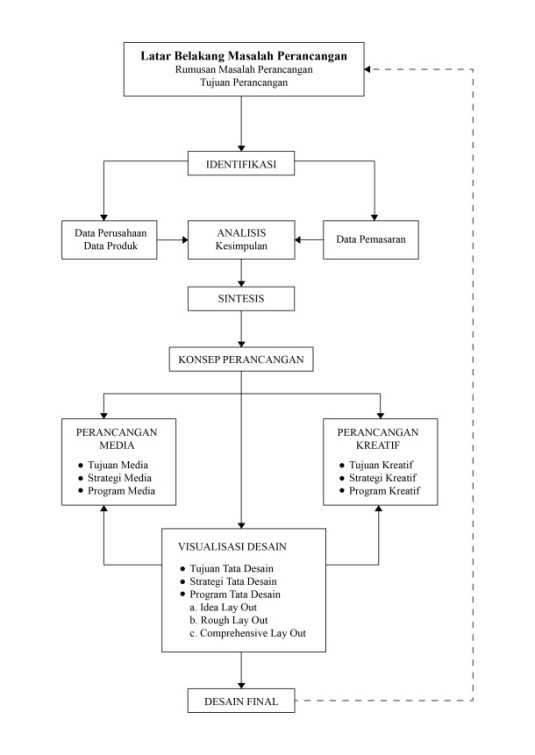 Latar Belakang Masalah Perancangan
Rumusan Masalah Perancangan
Tujuan Perancangan
IDENTIFIKASI
Data Perusahaan
Data Produk
ANALISIS
Kesimpulan
Data Pemasaran
SINTESIS
KONSEP PERANCANGAN
PERANCANGAN
MEDIA
● Tujuan Media
● Strategi Media
● Program Media
PERANCANGAN
KREATIF
● Tujuan Kreatif
● Strategi Kreatif
● Program Kreatif
VISUALISASI DESAIN
● Tujuan Tata Desain
● Strategi Tata Desain
● Program Tata Desain
a. Idea Lay Out
b. Rough Lay Out
c. Comprehensive Lay Out
DESAIN FINAL